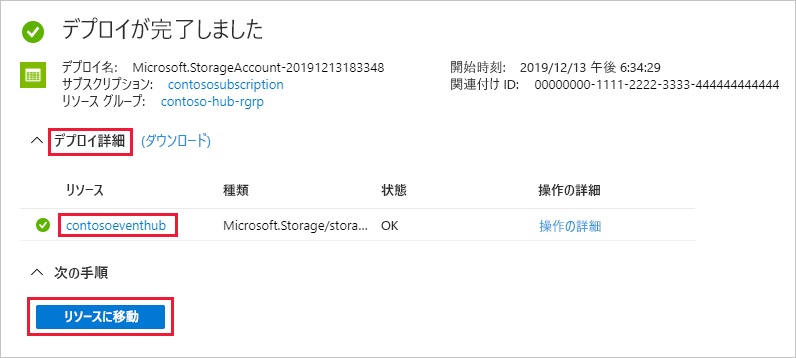 デプロイが完了しました
デプロイ名: Microsoft.StorageAccount-20191213183348
サブスクリプション: contososubscription
リソース グループ: contoso-hub-rgrp
開始時刻: 2019/12/13 午後 6:34:29
関連付け ID: 00000000-1111-2222-3333-444444444444
デプロイ詳細 (ダウンロード)
リソース 種類 状態 操作の詳細
contosoeventhub Microsoft.Storage/stora... OK 操作の詳細
次の手順
リソースに移動